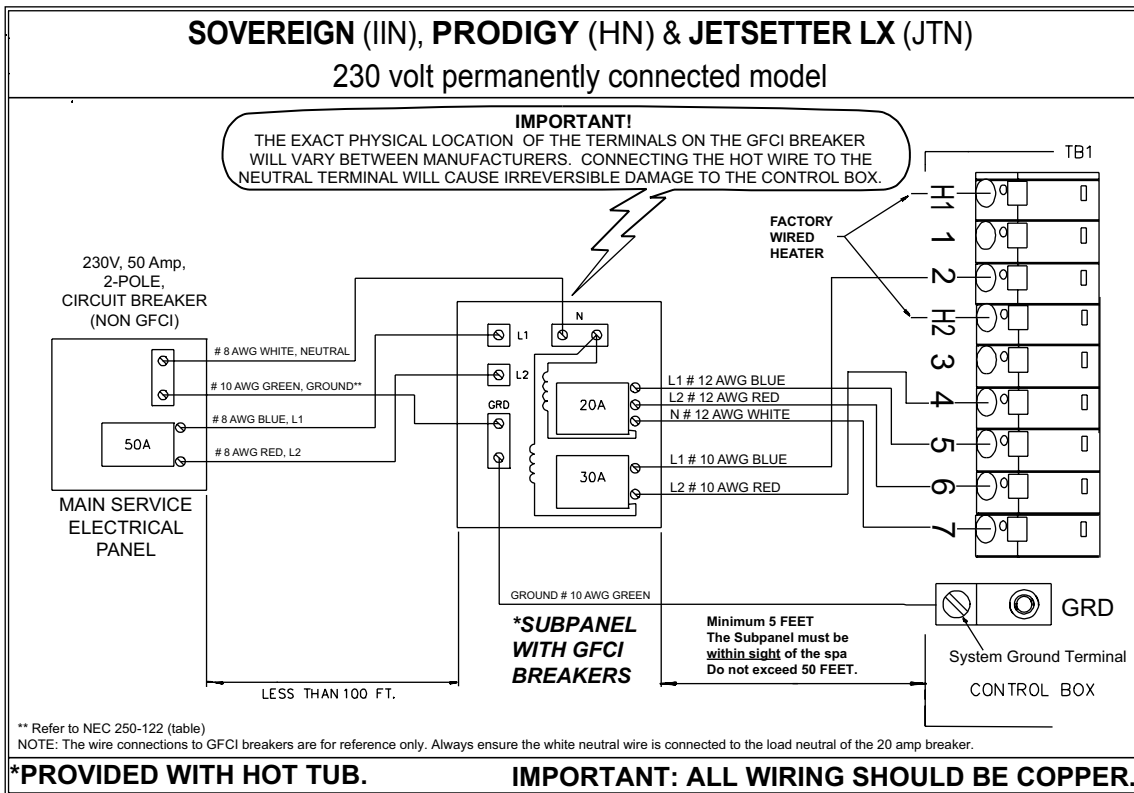 SOVEREIGN (IIN), PRODIGY (HN) & JETSETTER LX (JTN)
230 volt permanently connected model
IMPORTANT!
THE EXACT PHYSICAL LOCATION OF THE TERMINALS ON THE GFCI BREAKER
WILL VARY BETWEEN MANUFACTURERS. CONNECTING THE HOT WIRE TO THE
NEUTRAL TERMINAL WILL CAUSE IRREVERSIBLE DAMAGE TO THE CONTROL BOX.
230V, 50 Amp,
2-POLE,
CIRCUIT BREAKER
(NON GFCI)
# 8 AWG WHITE, NEUTRAL
# 10 AWG GREEN, GROUND**
# 8 AWG BLUE, L1
# 8 AWG RED, L2
50A
MAIN SERVICE
ELECTRICAL
PANEL
N
L1
L2
GRD
20A
30A
L1 # 12 AWG BLUE
L2 # 12 AWG RED
N # 12 AWG WHITE
L1 # 10 AWG BLUE
L2 # 10 AWG RED
FACTORY
WIRED
HEATER
TB1
H1
1
2
H2
3
4
5
6
7
GROUND # 10 AWG GREEN
*SUBPANEL
WITH GFCI
BREAKERS
Minimum 5 FEET
The Subpanel must be
within sight of the spa
Do not exceed 50 FEET.
GRD
System Ground Terminal
CONTROL BOX
LESS THAN 100 FT.
** Refer to NEC 250-122 (table)
NOTE: The wire connections to GFCI breakers are for reference only. Always ensure the white neutral wire is connected to the load neutral of the 20 amp breaker.
*PROVIDED WITH HOT TUB.
IMPORTANT: ALL WIRING SHOULD BE COPPER.